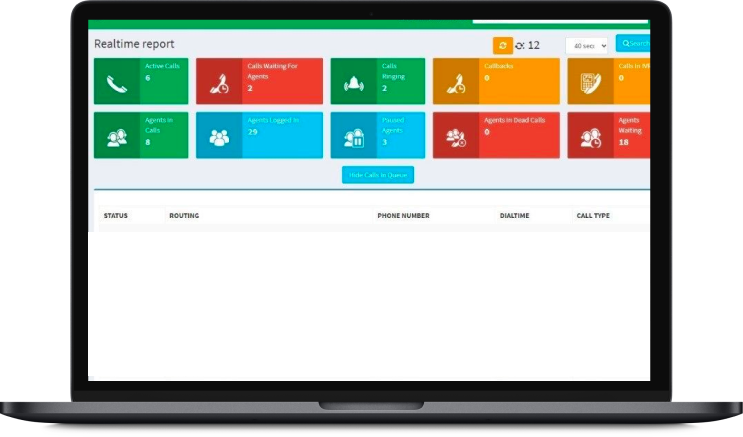 Realtime report
12
40 sec
Search
Active Calls
6
Calls Waiting For
Agents
2
Calls
Ringing
2
Callbacks
0
Calls in
0
Agents in
Calls
8
Agents Logged In
29
Paused
Agents
3
Agents in Dead Calls
0
Agents
Waiting
18
Hide Calls In Queue
STATUS ROUTING PHONE NUMBER DIALTIME CALL TYPE